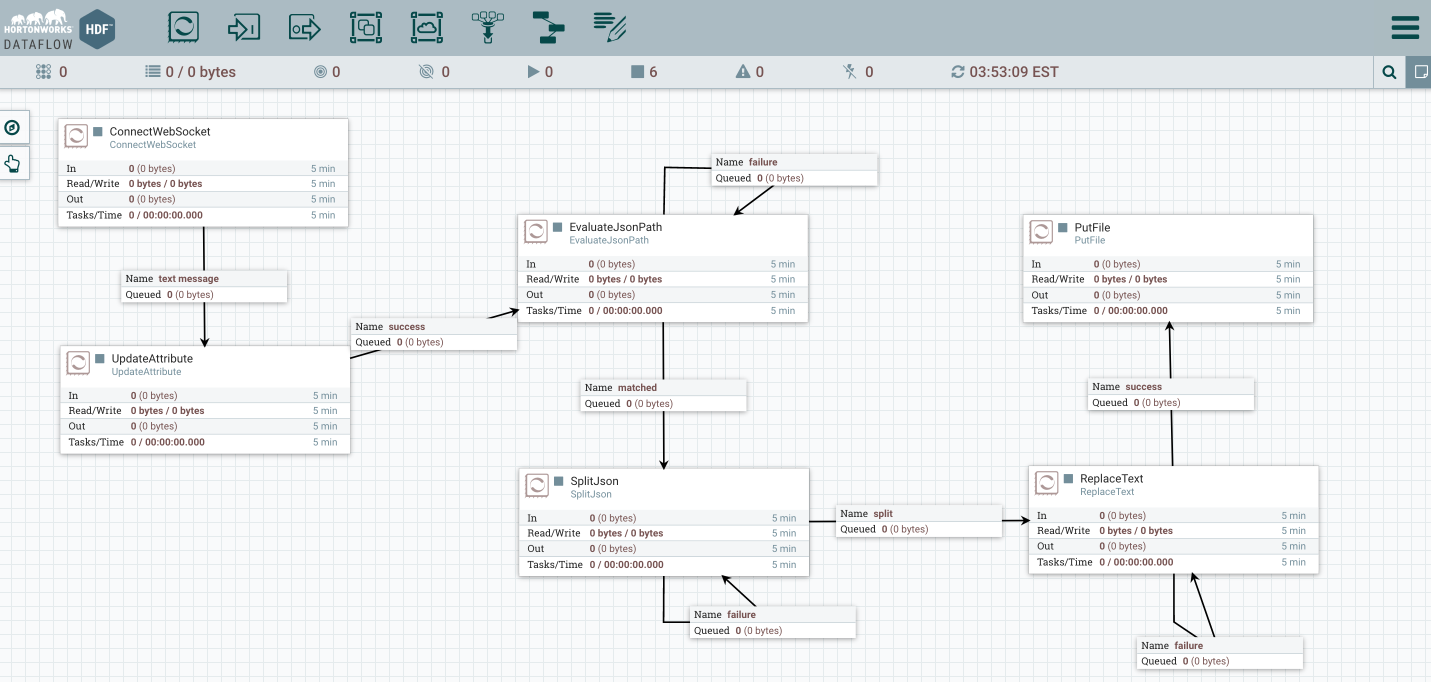 HORTONWORKS
DATAFLOW
HDF™
0
0 / 0 bytes
0
0
0
6
0
0
03:53:09 EST
ConnectWebSocket
ConnectWebSocket
In 0 (0 bytes) 5 min
Read/Write 0 bytes / 0 bytes 5 min
Out 0 (0 bytes) 5 min
Tasks/Time 0 / 00:00:00.000 5 min
Name text message
Queued 0 (0 bytes)
UpdateAttribute
UpdateAttribute
In 0 (0 bytes) 5 min
Read/Write 0 bytes / 0 bytes 5 min
Out 0 (0 bytes) 5 min
Tasks/Time 0 / 00:00:00.000 5 min
Name success
Queued 0 (0 bytes)
Name failure
Queued 0 (0 bytes)
EvaluateJsonPath
EvaluateJsonPath
In 0 (0 bytes) 5 min
Read/Write 0 bytes / 0 bytes 5 min
Out 0 (0 bytes) 5 min
Tasks/Time 0 / 00:00:00.000 5 min
Name matched
Queued 0 (0 bytes)
SplitJson
SplitJson
In 0 (0 bytes) 5 min
Read/Write 0 bytes / 0 bytes 5 min
Out 0 (0 bytes) 5 min
Tasks/Time 0 / 00:00:00.000 5 min
Name failure
Queued 0 (0 bytes)
Name split
Queued 0 (0 bytes)
PutFile
PutFile
In 0 (0 bytes) 5 min
Read/Write 0 bytes / 0 bytes 5 min
Out 0 (0 bytes) 5 min
Tasks/Time 0 / 00:00:00.000 5 min
Name success
Queued 0 (0 bytes)
ReplaceText
ReplaceText
In 0 (0 bytes) 5 min
Read/Write 0 bytes / 0 bytes 5 min
Out 0 (0 bytes) 5 min
Tasks/Time 0 / 00:00:00.000 5 min
Name failure
Queued 0 (0 bytes)